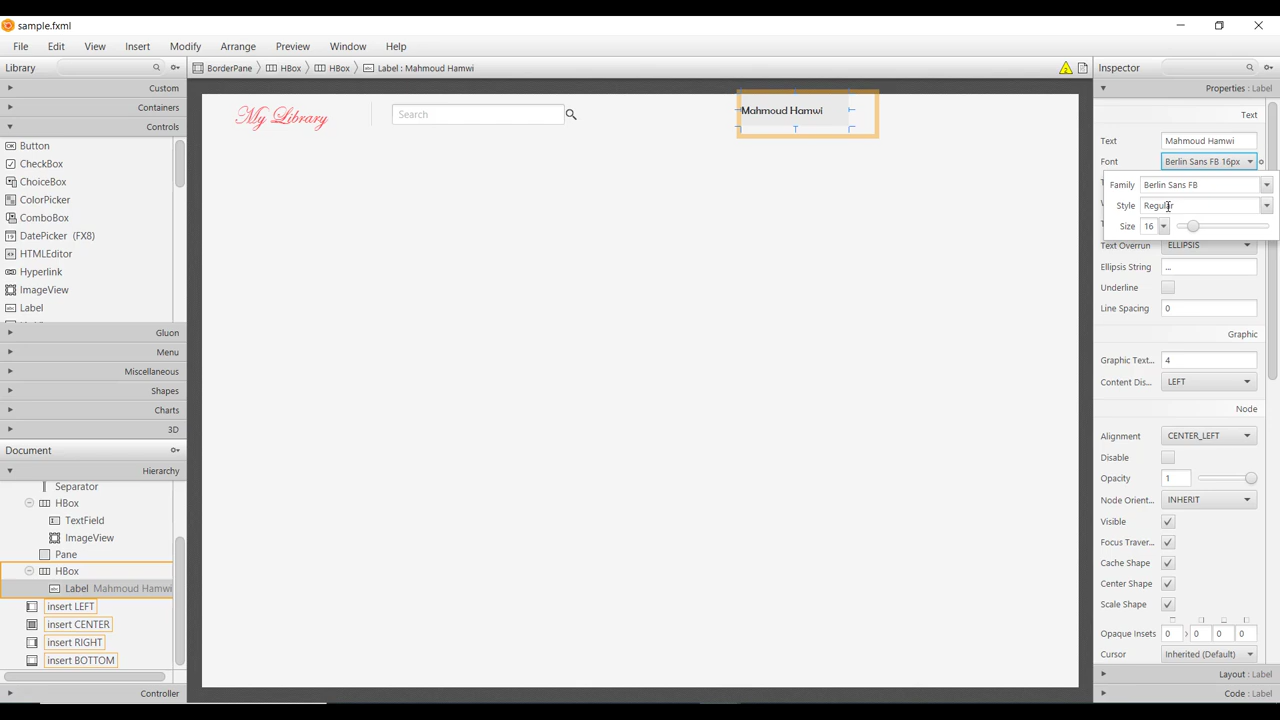 sample.fxml
File Edit View Insert Modify Arrange Preview Window Help
Library
Custom
Containers
Controls
Button
CheckBox
ChoiceBox
ColorPicker
ComboBox
DatePicker (FX8)
HTMLEditor
Hyperlink
ImageView
Label
Gluon
Menu
Miscellaneous
Shapes
Charts
3D
Document
Hierarchy
Separator
HBox
TextField
ImageView
Pane
HBox
Label Mahmoud Hamwi
insert LEFT
insert CENTER
insert RIGHT
insert BOTTOM
Controller
BorderPane HBox HBox Label : Mahmoud Hamwi
My Library
Search
Mahmoud Hamwi
Inspector
Properties : Label
Text
Text Mahmoud Hamwi
Font Berlin Sans FB 16px
Family Berlin Sans FB
Style Regular
Size 16
Text Overrun ELLIPSIS
Ellipsis String ...
Underline
Line Spacing 0
Graphic
Graphic Text... 4
Content Dis... LEFT
Node
Alignment CENTER_LEFT
Disable
Opacity 1
Node Orient... INHERIT
Visible
Focus Traver...
Cache Shape
Center Shape
Scale Shape
Opaque Insets 0 0 0 0
Cursor Inherited (Default)
Layout : Label
Code : Label